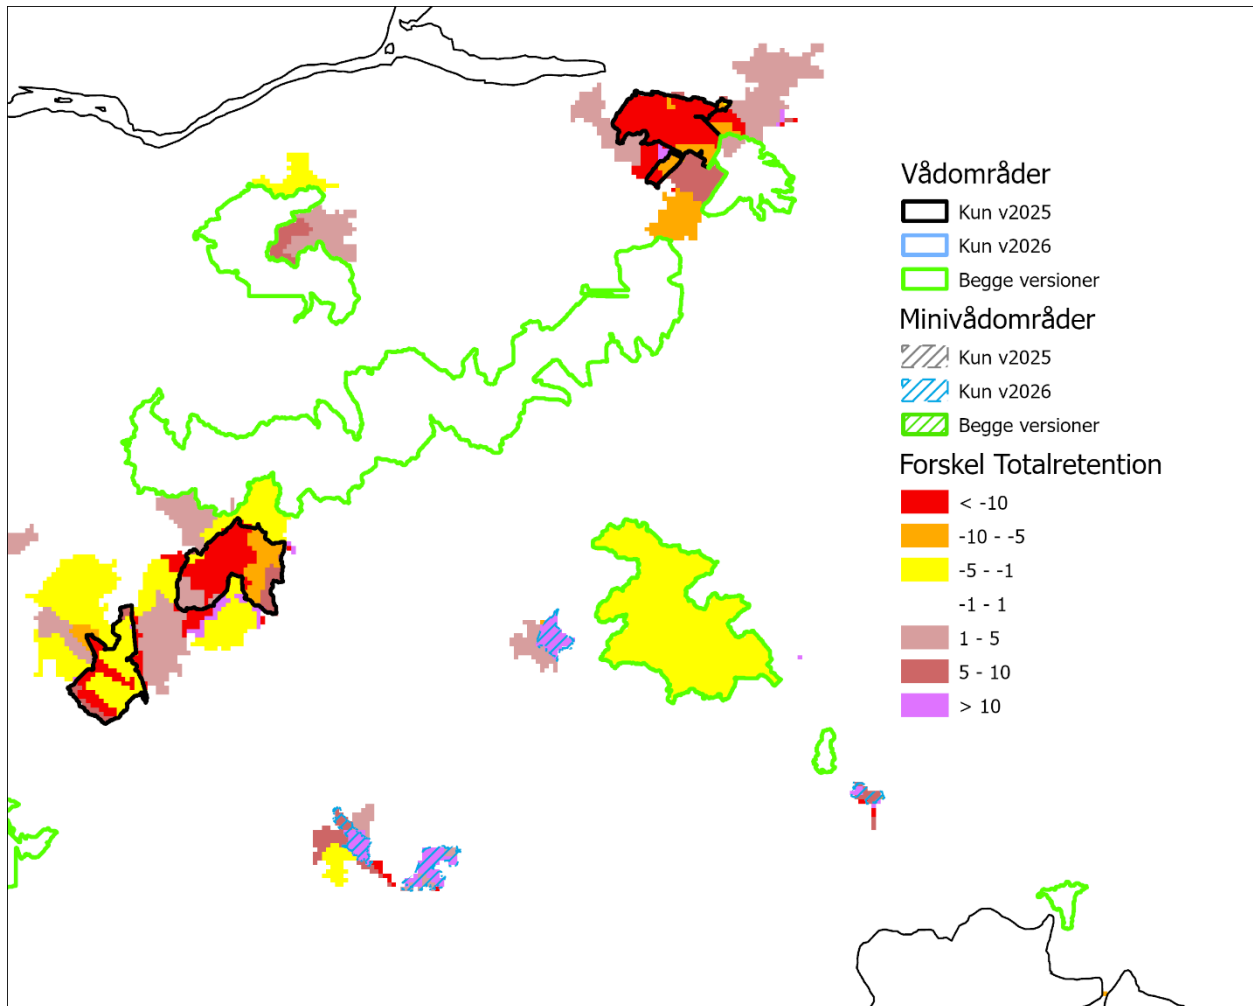 Vådområder
Kun v2025
Kun v2026
Begge versioner
Minivådområder
Kun v2025
Kun v2026
Begge versioner
Forskel Totalretention
< -10
-10 - -5
-5 - -1
-1 - 1
1 - 5
5 - 10
> 10